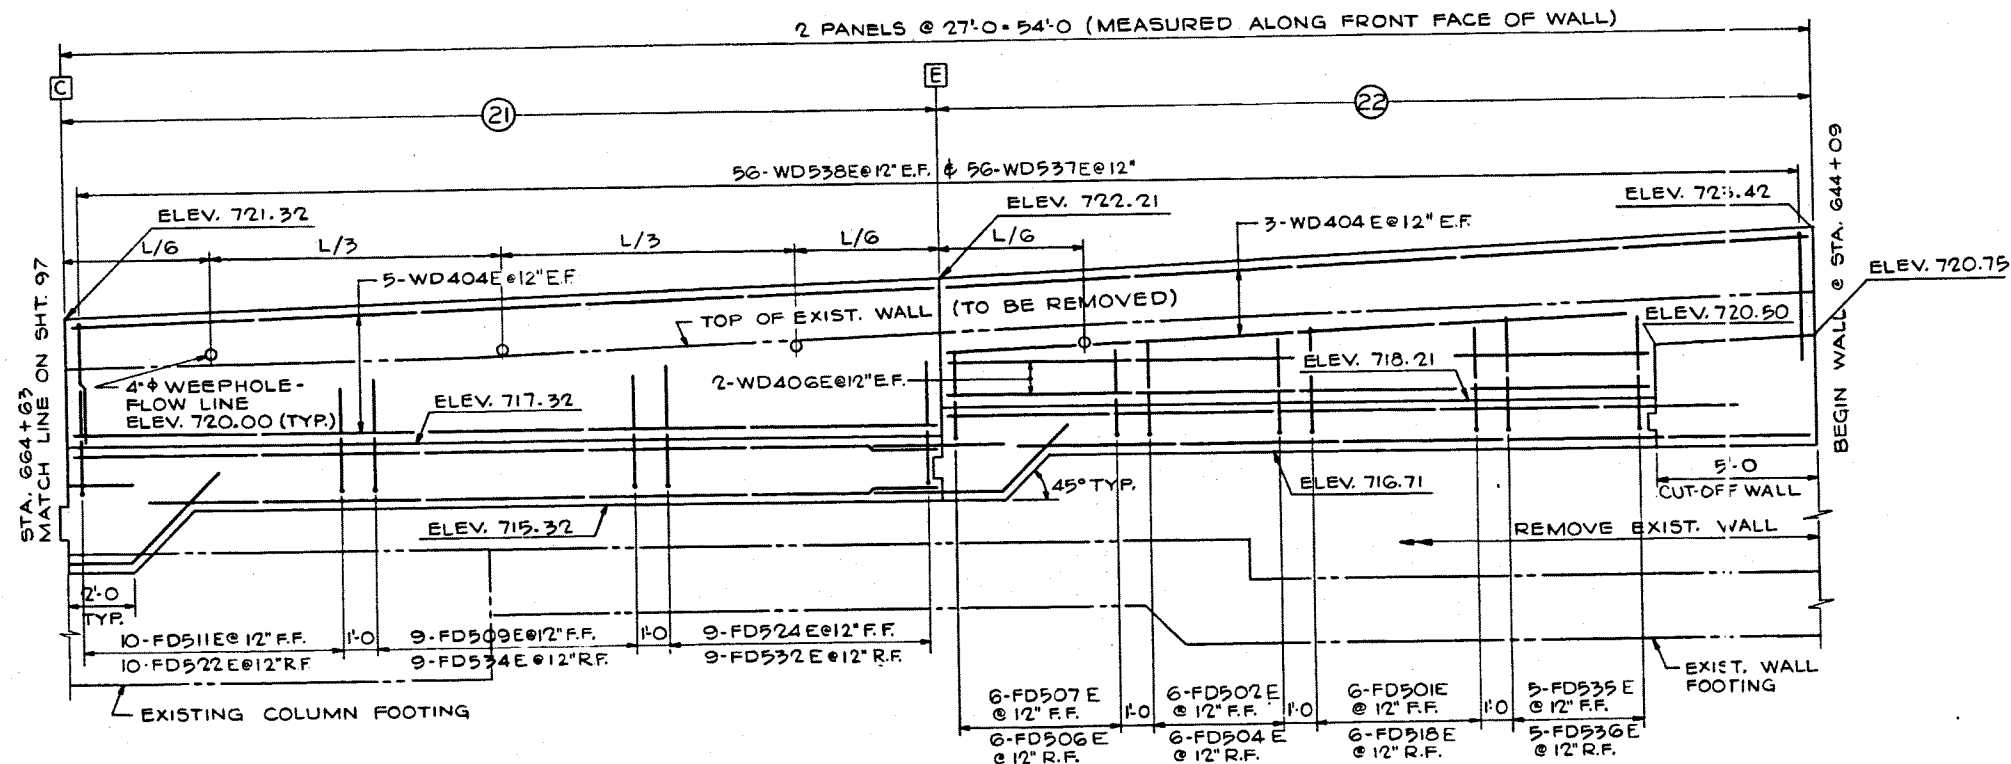 2 PANELS @ 27'-0 = 54'-0 (MEASURED ALONG FRONT FACE OF WALL)
C
E
21
22
56-WD538E@12" E.F. & 56-WD537E@12"
ELEV. 721.32
ELEV. 722.21
L/6
L/3
L/3
L/6
L/6
5-WD404E@12" E.F.
3-WD404E@12" E.F.
ELEV. 720.75
TOP OF EXIST. WALL (TO BE REMOVED)
ELEV. 720.50
4"ϕ WEEPHOLE-
FLOW LINE
ELEV. 720.00 (TYP.)
2-WD406E@12" E.F.
ELEV. 718.21
ELEV. 717.32
STA. 664+63
MATCH LINE ON SHT. 97
BEGIN WALL @ STA. 644+09
45° TYP.
ELEV. 716.71
5'-0
CUT-OFF WALL
ELEV. 715.32
REMOVE EXIST. WALL
2'-0
TYP.
10-FD511E@ 12" F.F.
10-FD522E@12" R.F.
1'-0
9-FD509E@12" F.F.
9-FD534E@12" R.F.
1'-0
9-FD524E@12" F.F.
9-FD532E@12" R.F.
EXISTING COLUMN FOOTING
EXIST. WALL
FOOTING
6-FD507E
@ 12" F.F.
6-FD506E
@ 12" R.F.
1'-0
6-FD502E
@ 12" F.F.
6-FD504E
@ 12" R.F.
1'-0
6-FD501E
@ 12" F.F.
6-FD518E
@ 12" R.F.
1'-0
5-FD535E
@ 12" F.F.
5-FD536E
@ 12" R.F.